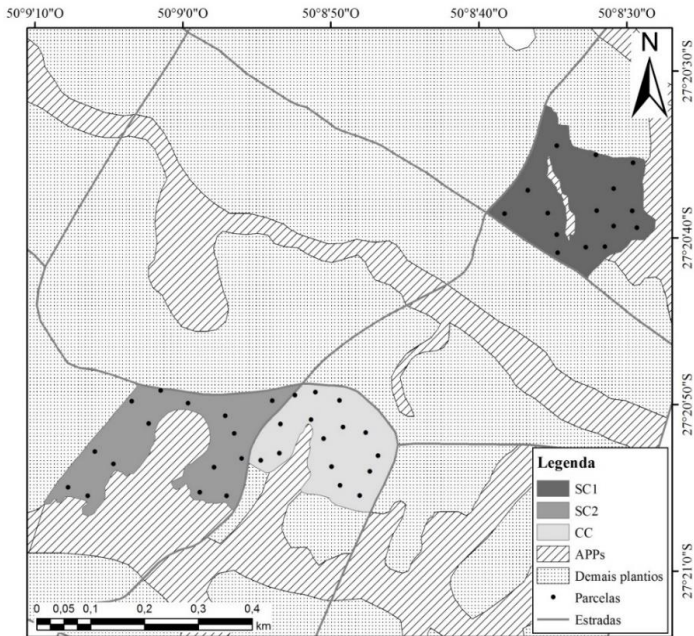 50°9'10"O 50°9'0"O 50°8'50"O 50°8'40"O 50°8'30"O
N
27°20'30"S
27°20'40"S
27°20'50"S
27°21'0"S
Legenda
SC1
SC2
CC
APPs
Demais plantios
Parcelas
Estradas
0 0,05 0,1 0,2 0,3 0,4
km